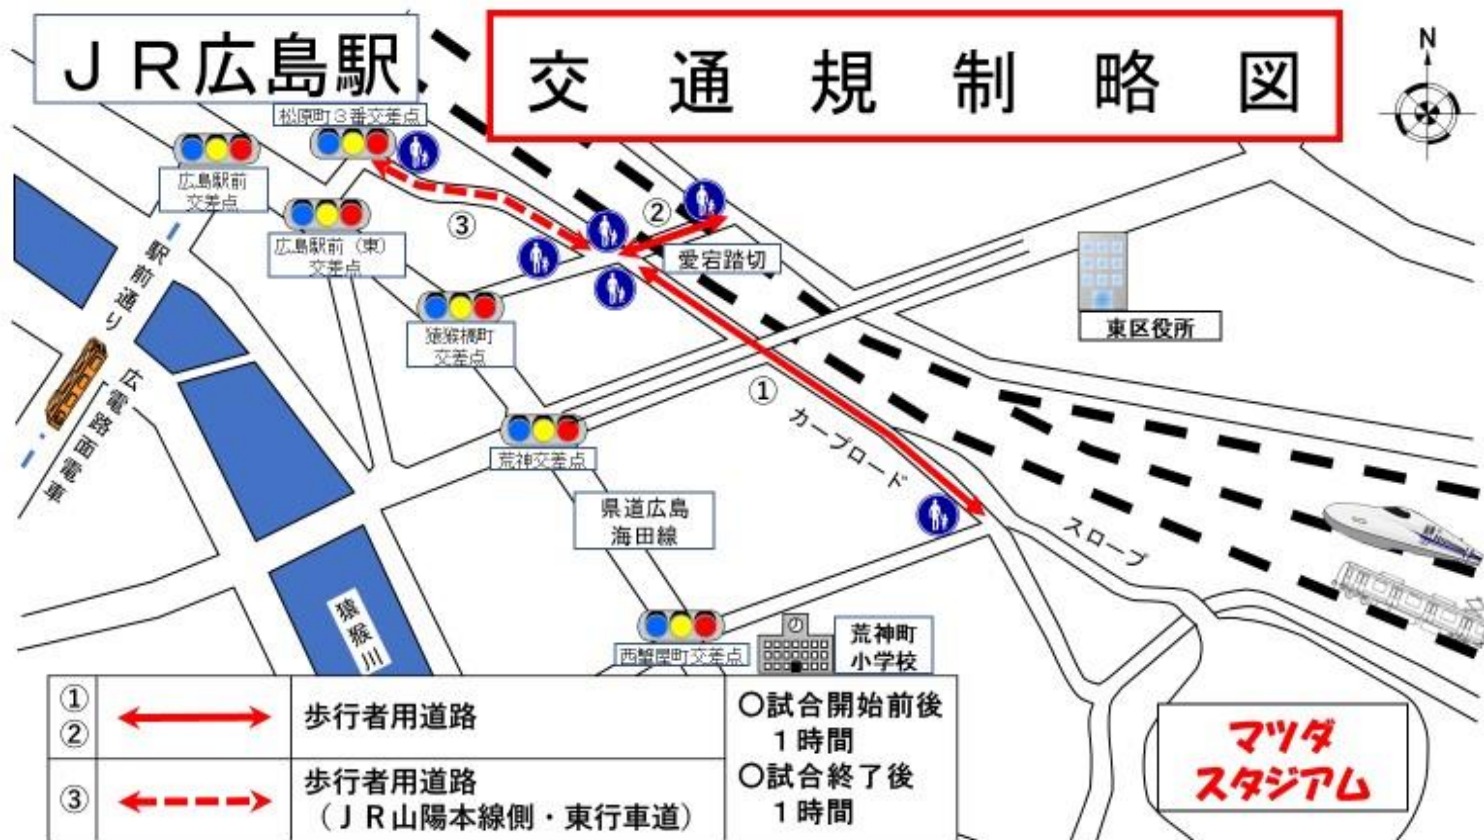 JR広島駅
交通規制略図
N
松原町3番交差点
広島駅前
交差点
広島駅前(東)
交差点
③
②
愛宕踏切
東区役所
駅前通り
猿猴橋町
交差点
広電路面電車
①
カープロード
荒神交差点
県道広島
海田線
スロープ
猿猴川
西蟹屋町交差点
荒神町
小学校
①
②
歩行者用道路
③
歩行者用道路
(JR山陽本線側・東行車道)
○試合開始前後
1時間
○試合終了後
1時間
マツダ
スタジアム